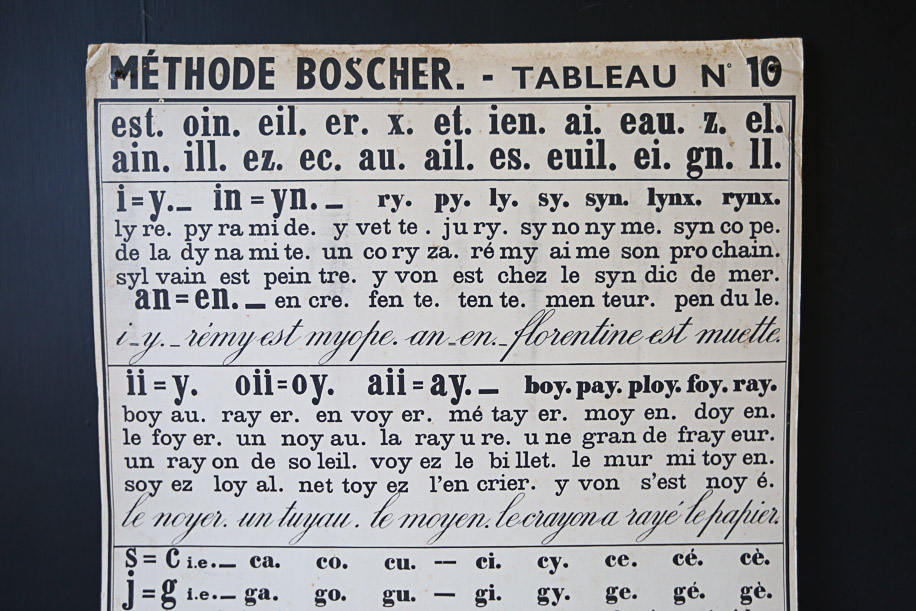 MÉTHODE BOSCHER. - TABLEAU N° 10
est. oin. eil. er. x. et. ien. ai. eau. z. el.
ain. ill. ez. ec. au. ail. es. euil. ei. gn. ll.
i=y._ in=yn. _ ry. py. ly. sy. syn. lynx. rynx.
ly re. py ra mi de. y vet te . ju ry. sy no ny me. syn co pe.
de la dy na mi te. un co ry za. ré my ai me son pro chain.
syl vain est pein tre. y von est chez le syn dic de mer.
an=en. _ en cre. fen te. ten te. men teur. pen du le.
i_y. _ rémy est myope. an_en._ florentine est muette.
ii=y. oii=oy. aii=ay. _ boy. pay. ploy. foy. ray.
boy au. ray er. en voy er. mé tay er. moy en. doy en.
le foy er. un noy au. la ray u re. u ne gran de fray eur.
un ray on de so leil. voy ez le bi llet. le mur mi toy en.
soy ez loy al. net toy ez l'en crier. y von s'est noy é.
le noyer. un tuyau. le moyen. le crayon a rayé le papier.
s=c i.e._ ca. co. cu. — ci. cy. ce. cé. cè.
j=g i.e._ ga. go. gu. — gi. gy. ge. gé. gè.